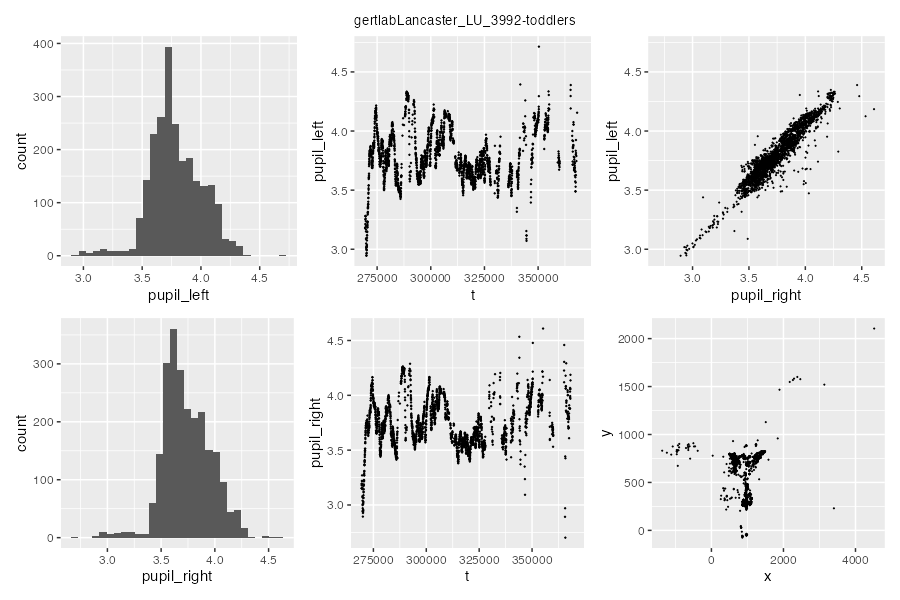 gertlabLancaster_LU_3992-toddlers
400
300
200
100
0
count
3.0 3.5 4.0 4.5
pupil_left
4.5
4.0
3.5
3.0
pupil_left
275000 300000 325000 350000
t
4.5
4.0
3.5
3.0
pupil_left
3.0 3.5 4.0 4.5
pupil_right
300
200
100
0
count
3.0 3.5 4.0 4.5
pupil_right
4.5
4.0
3.5
3.0
pupil_right
275000 300000 325000 350000
t
2000
1500
1000
500
0
y
0 2000 4000
x